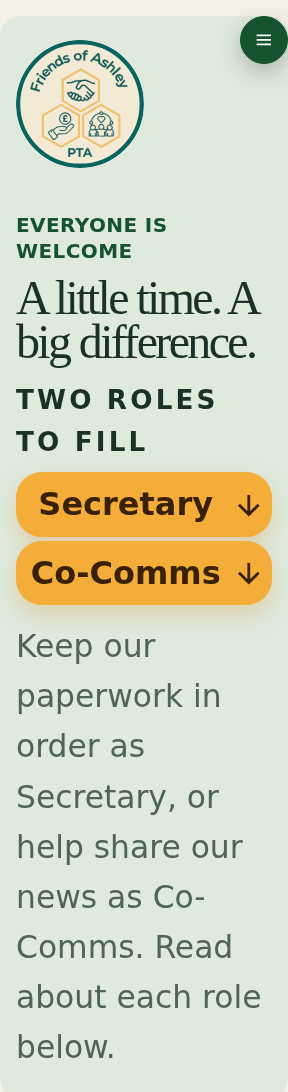 Friends of Ashley
£
PTA
EVERYONE IS
WELCOME
A little time. A
big difference.
TWO ROLES
TO FILL
Secretary
Co-Comms
Keep our
paperwork in
order as
Secretary, or
help share our
news as Co-
Comms. Read
about each role
below.